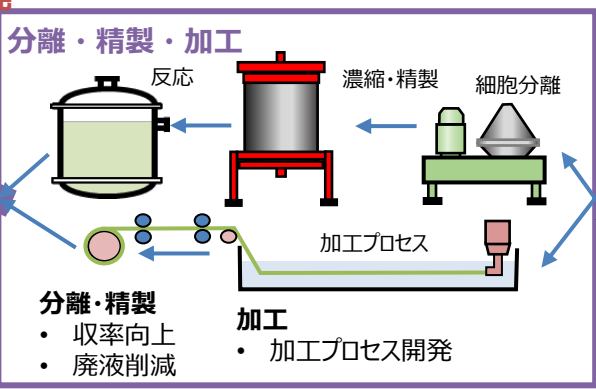 分離・精製・加工
反応
濃縮・精製
細胞分離
加工プロセス
分離・精製
• 収率向上
• 廃液削減
加工
• 加工プロセス開発